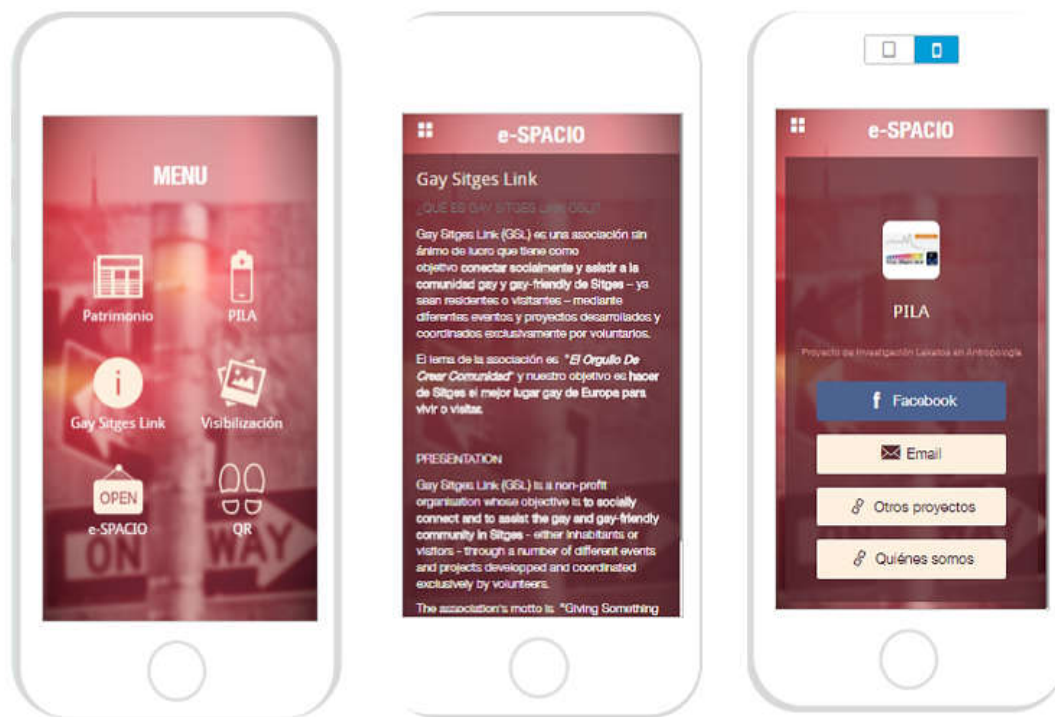 MENU
Patrimonio
PILA
Gay Sitges Link
Visibilización
OPEN
e-SPACIO
QR
ON WAY
e-SPACIO
Gay Sitges Link
¿QUÉ ES GAY SITGES LINK GSL?
Gay Sitges Link (GSL) es una asociación sin
ánimo de lucro que tiene como
objetivo conectar socialmente y asistir a la
comunidad gay y gay-friendly de Sitges – ya
sean residentes o visitantes – mediante
diferentes eventos y proyectos desarrollados y
coordinados exclusivamente por voluntarios.
El lema de la asociación es "El Orgullo De
Crear Comunidad" y nuestro objetivo es hacer
de Sitges el mejor lugar gay de Europa para
vivir o visitar.
PRESENTATION
Gay Sitges Link (GSL) is a non-profit
organisation whose objective is to socially
connect and to assist the gay and gay-friendly
community in Sitges - either inhabitants or
visitors - through a number of different events
and projects developped and coordinated
exclusively by volunteers.
The association's motto is "Giving Something
e-SPACIO
PILA
Proyecto de Investigación en Antropología
Facebook
Email
Otros proyectos
Quiénes somos